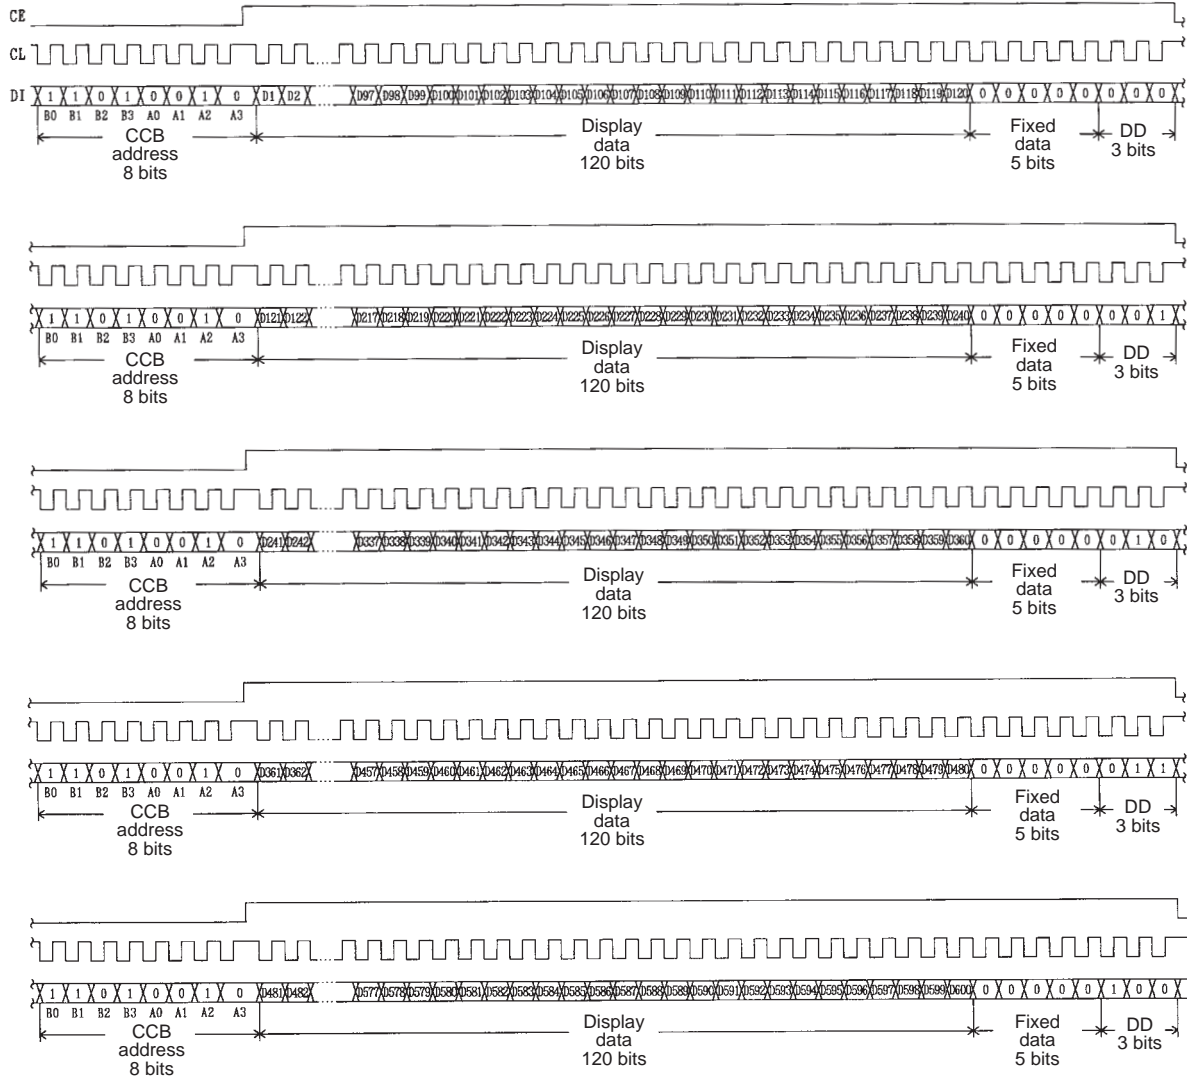 CE
CL
DI 1 1 0 1 0 0 1 0 D1 D2 D97 D98 D99 D100 D101 D102 D103 D104 D105 D106 D107 D108 D109 D110 D111 D112 D113 D114 D115 D116 D117 D118 D119 D120 0 0 0 0 0 0 0 0
B0 B1 B2 B3 A0 A1 A2 A3
CCB
address
8 bits
Display
data
120 bits
Fixed
data
5 bits
DD
3 bits
1 1 0 1 0 0 1 0 D121 D122 D217 D218 D219 D220 D221 D222 D223 D224 D225 D226 D227 D228 D229 D230 D231 D232 D233 D234 D235 D236 D237 D238 D239 D240 0 0 0 0 0 0 0 1
B0 B1 B2 B3 A0 A1 A2 A3
CCB
address
8 bits
Display
data
120 bits
Fixed
data
5 bits
DD
3 bits
1 1 0 1 0 0 1 0 D241 D242 D337 D338 D339 D340 D341 D342 D343 D344 D345 D346 D347 D348 D349 D350 D351 D352 D353 D354 D355 D356 D357 D358 D359 D360 0 0 0 0 0 0 1 0
B0 B1 B2 B3 A0 A1 A2 A3
CCB
address
8 bits
Display
data
120 bits
Fixed
data
5 bits
DD
3 bits
1 1 0 1 0 0 1 0 D361 D362 D457 D458 D459 D460 D461 D462 D463 D464 D465 D466 D467 D468 D469 D470 D471 D472 D473 D474 D475 D476 D477 D478 D479 D480 0 0 0 0 0 0 1 1
B0 B1 B2 B3 A0 A1 A2 A3
CCB
address
8 bits
Display
data
120 bits
Fixed
data
5 bits
DD
3 bits
1 1 0 1 0 0 1 0 D481 D482 D577 D578 D579 D580 D581 D582 D583 D584 D585 D586 D587 D588 D589 D590 D591 D592 D593 D594 D595 D596 D597 D598 D599 D600 0 0 0 0 0 1 0 0
B0 B1 B2 B3 A0 A1 A2 A3
CCB
address
8 bits
Display
data
120 bits
Fixed
data
5 bits
DD
3 bits